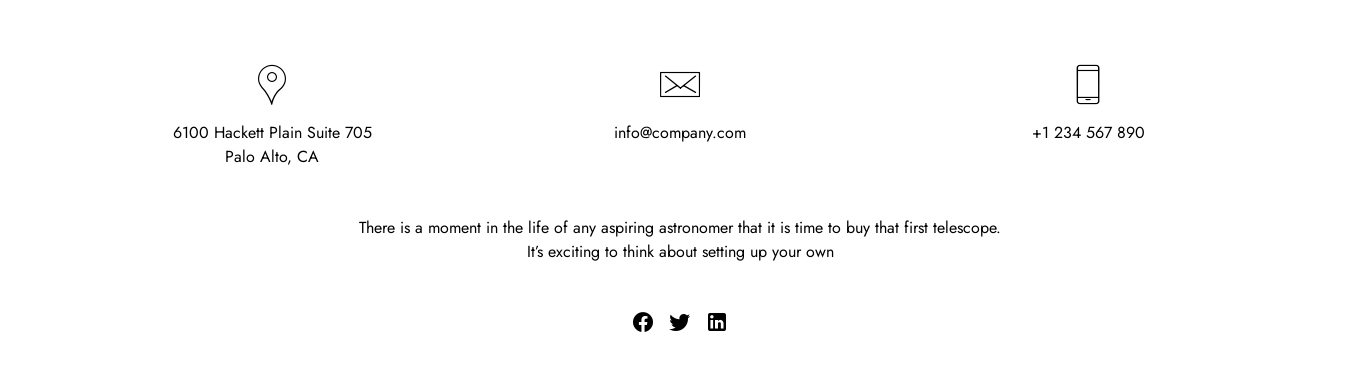 6100 Hackett Plain Suite 705
Palo Alto, CA
info@company.com
+1 234 567 890
There is a moment in the life of any aspiring astronomer that it is time to buy that first telescope.
It’s exciting to think about setting up your own